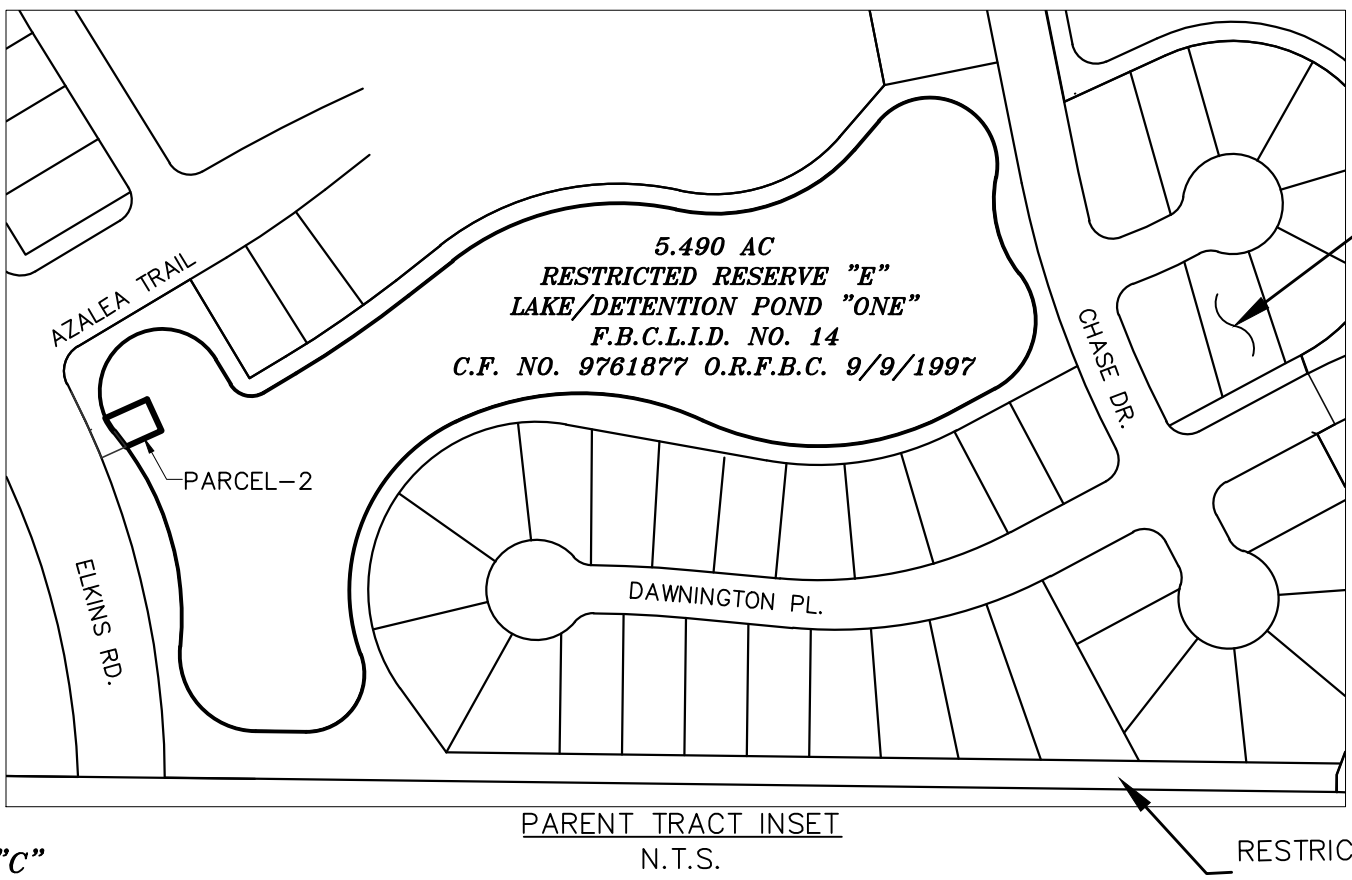 5.490 AC
RESTRICTED RESERVE "E"
LAKE/DETENTION POND "ONE"
F.B.C.L.I.D. NO. 14
C.F. NO. 9761877 O.R.F.B.C. 9/9/1997
AZALEA TRAIL
CHASE DR.
PARCEL-2
ELKINS RD.
DAWNINGTON PL.
PARENT TRACT INSET
N.T.S.
"C"
RESTRIC